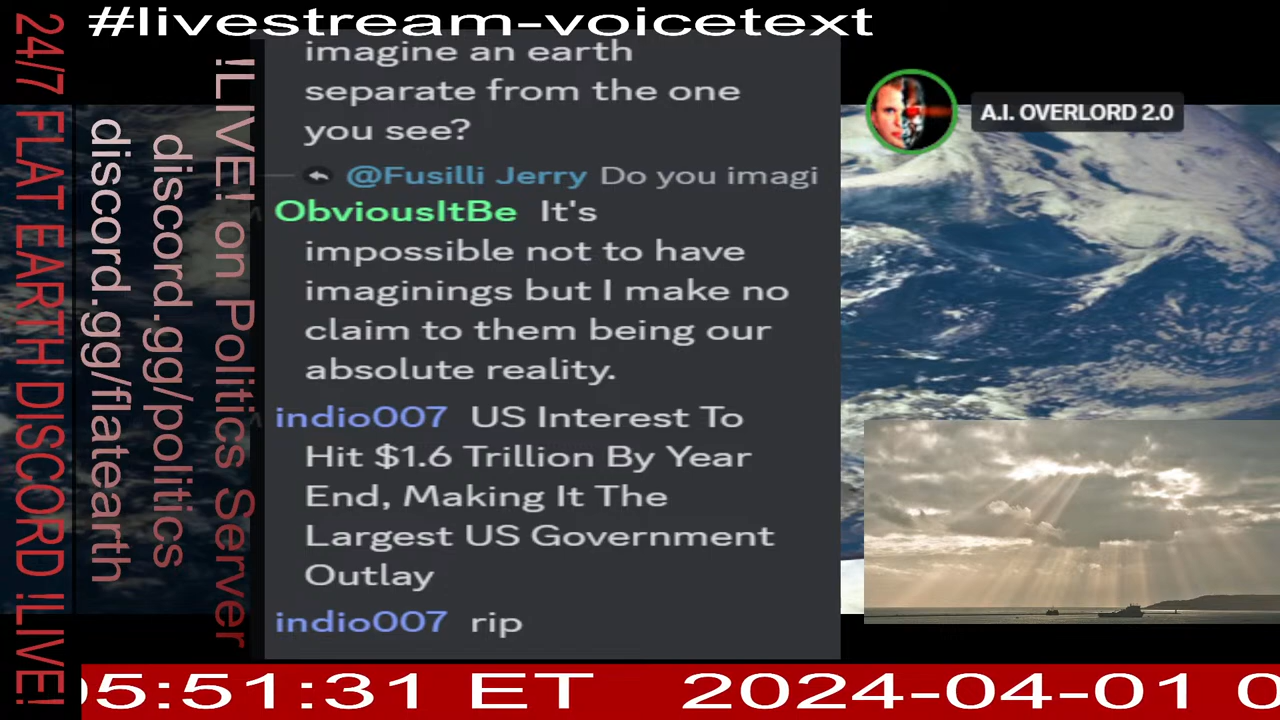 #livestream-voicetext
24/7 FLAT EARTH DISCORD !LIVE!
discord.gg/flatearth
discord.gg/politics
!LIVE! on Politics Server
imagine an earth
separate from the one
you see?
@Fusilli Jerry Do you imagi
ObviousItBe It's
impossible not to have
imaginings but I make no
claim to them being our
absolute reality.
indio007 US Interest To
Hit $1.6 Trillion By Year
End, Making It The
Largest US Government
Outlay
indio007 rip
A.I. OVERLORD 2.0
05:51:31 ET 2024-04-01 0